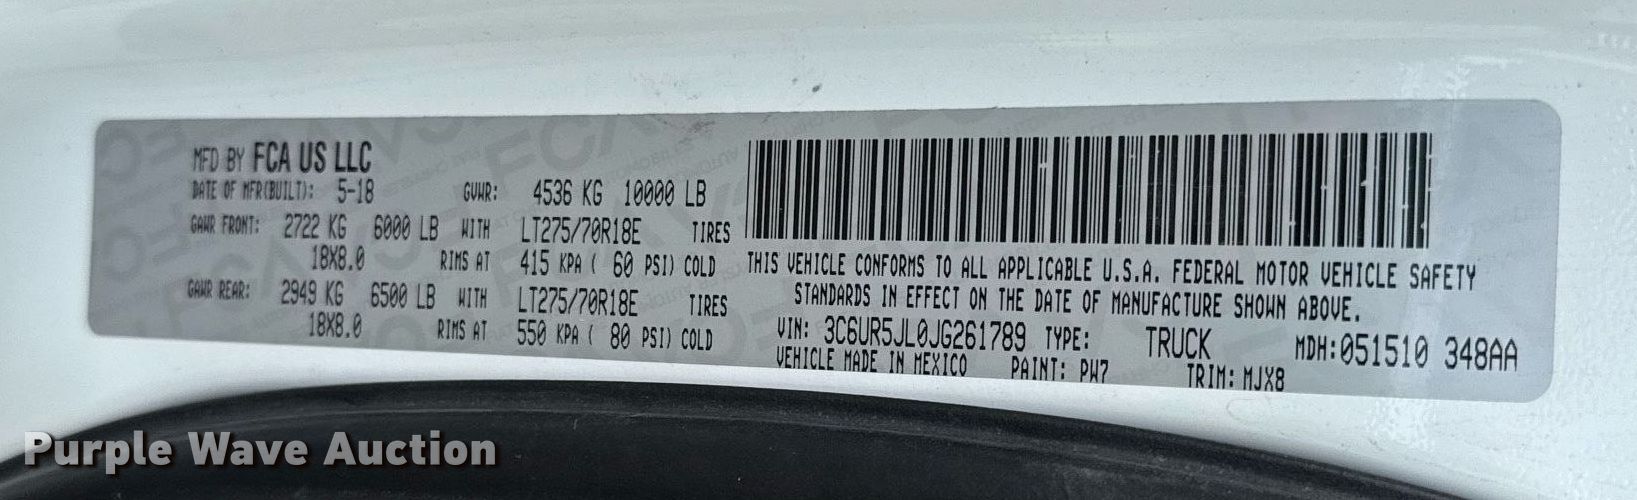 MFD BY FCA US LLC
DATE OF MFR(BUILT): 5-18 GVWR: 4536 KG 10000 LB
GAWR FRONT: 2722 KG 6000 LB WITH LT275/70R18E TIRES
18X8.0 RIMS AT 415 KPA ( 60 PSI) COLD
GAWR REAR: 2949 KG 6500 LB WITH LT275/70R18E TIRES
18X8.0 RIMS AT 550 KPA ( 80 PSI) COLD
THIS VEHICLE CONFORMS TO ALL APPLICABLE U.S.A. FEDERAL MOTOR VEHICLE SAFETY
STANDARDS IN EFFECT ON THE DATE OF MANUFACTURE SHOWN ABOVE.
VIN: 3C6UR5JL0JG261789 TYPE: TRUCK MDH:051510 348AA
VEHICLE MADE IN MEXICO PAINT: PW7 TRIM: MJX8
Purple Wave Auction